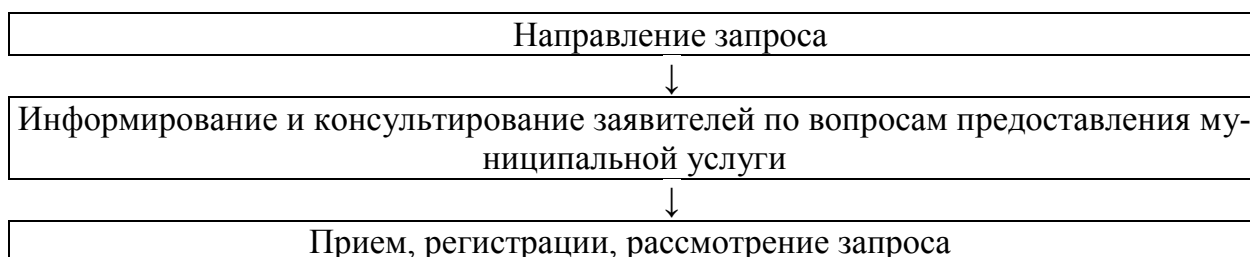 Направление запроса
↓
Информирование и консультирование заявителей по вопросам предоставления му-
ниципальной услуги
↓
Прием, регистрации, рассмотрение запроса